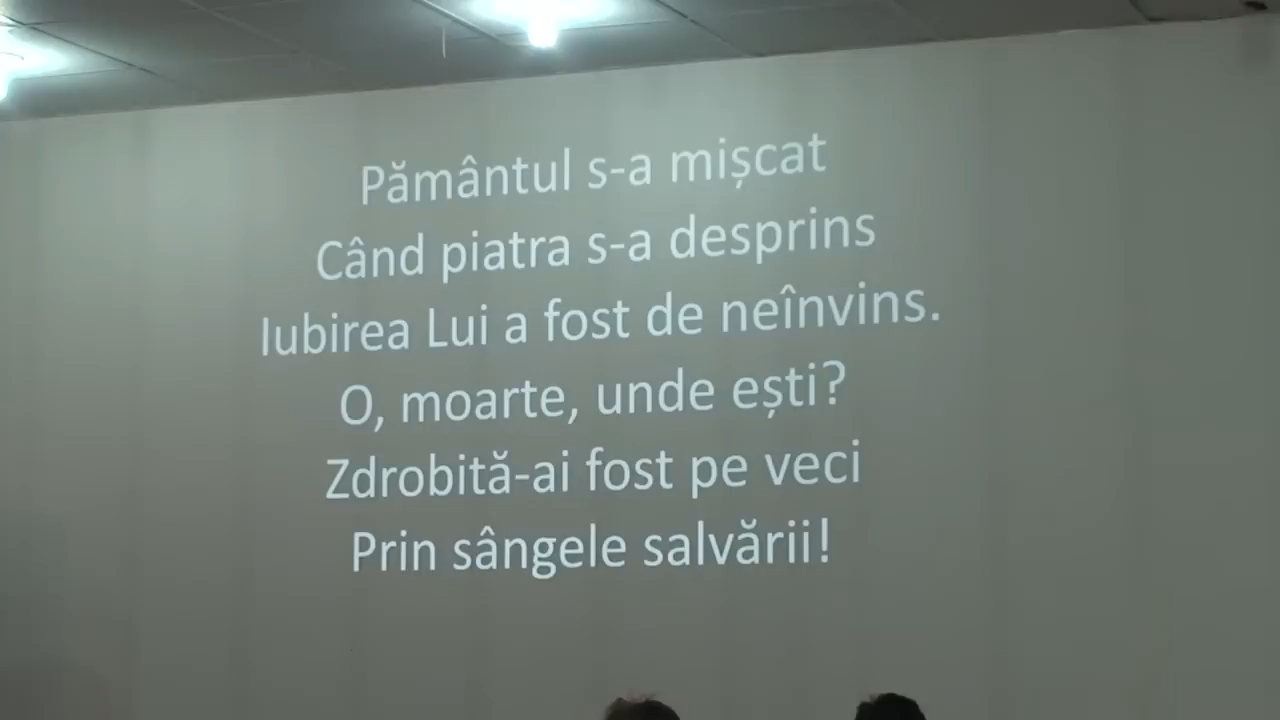 Pământul s-a mișcat
Când piatra s-a desprins
Iubirea Lui a fost de neînvins.
O, moarte, unde ești?
Zdrobită-ai fost pe veci
Prin sângele salvării!